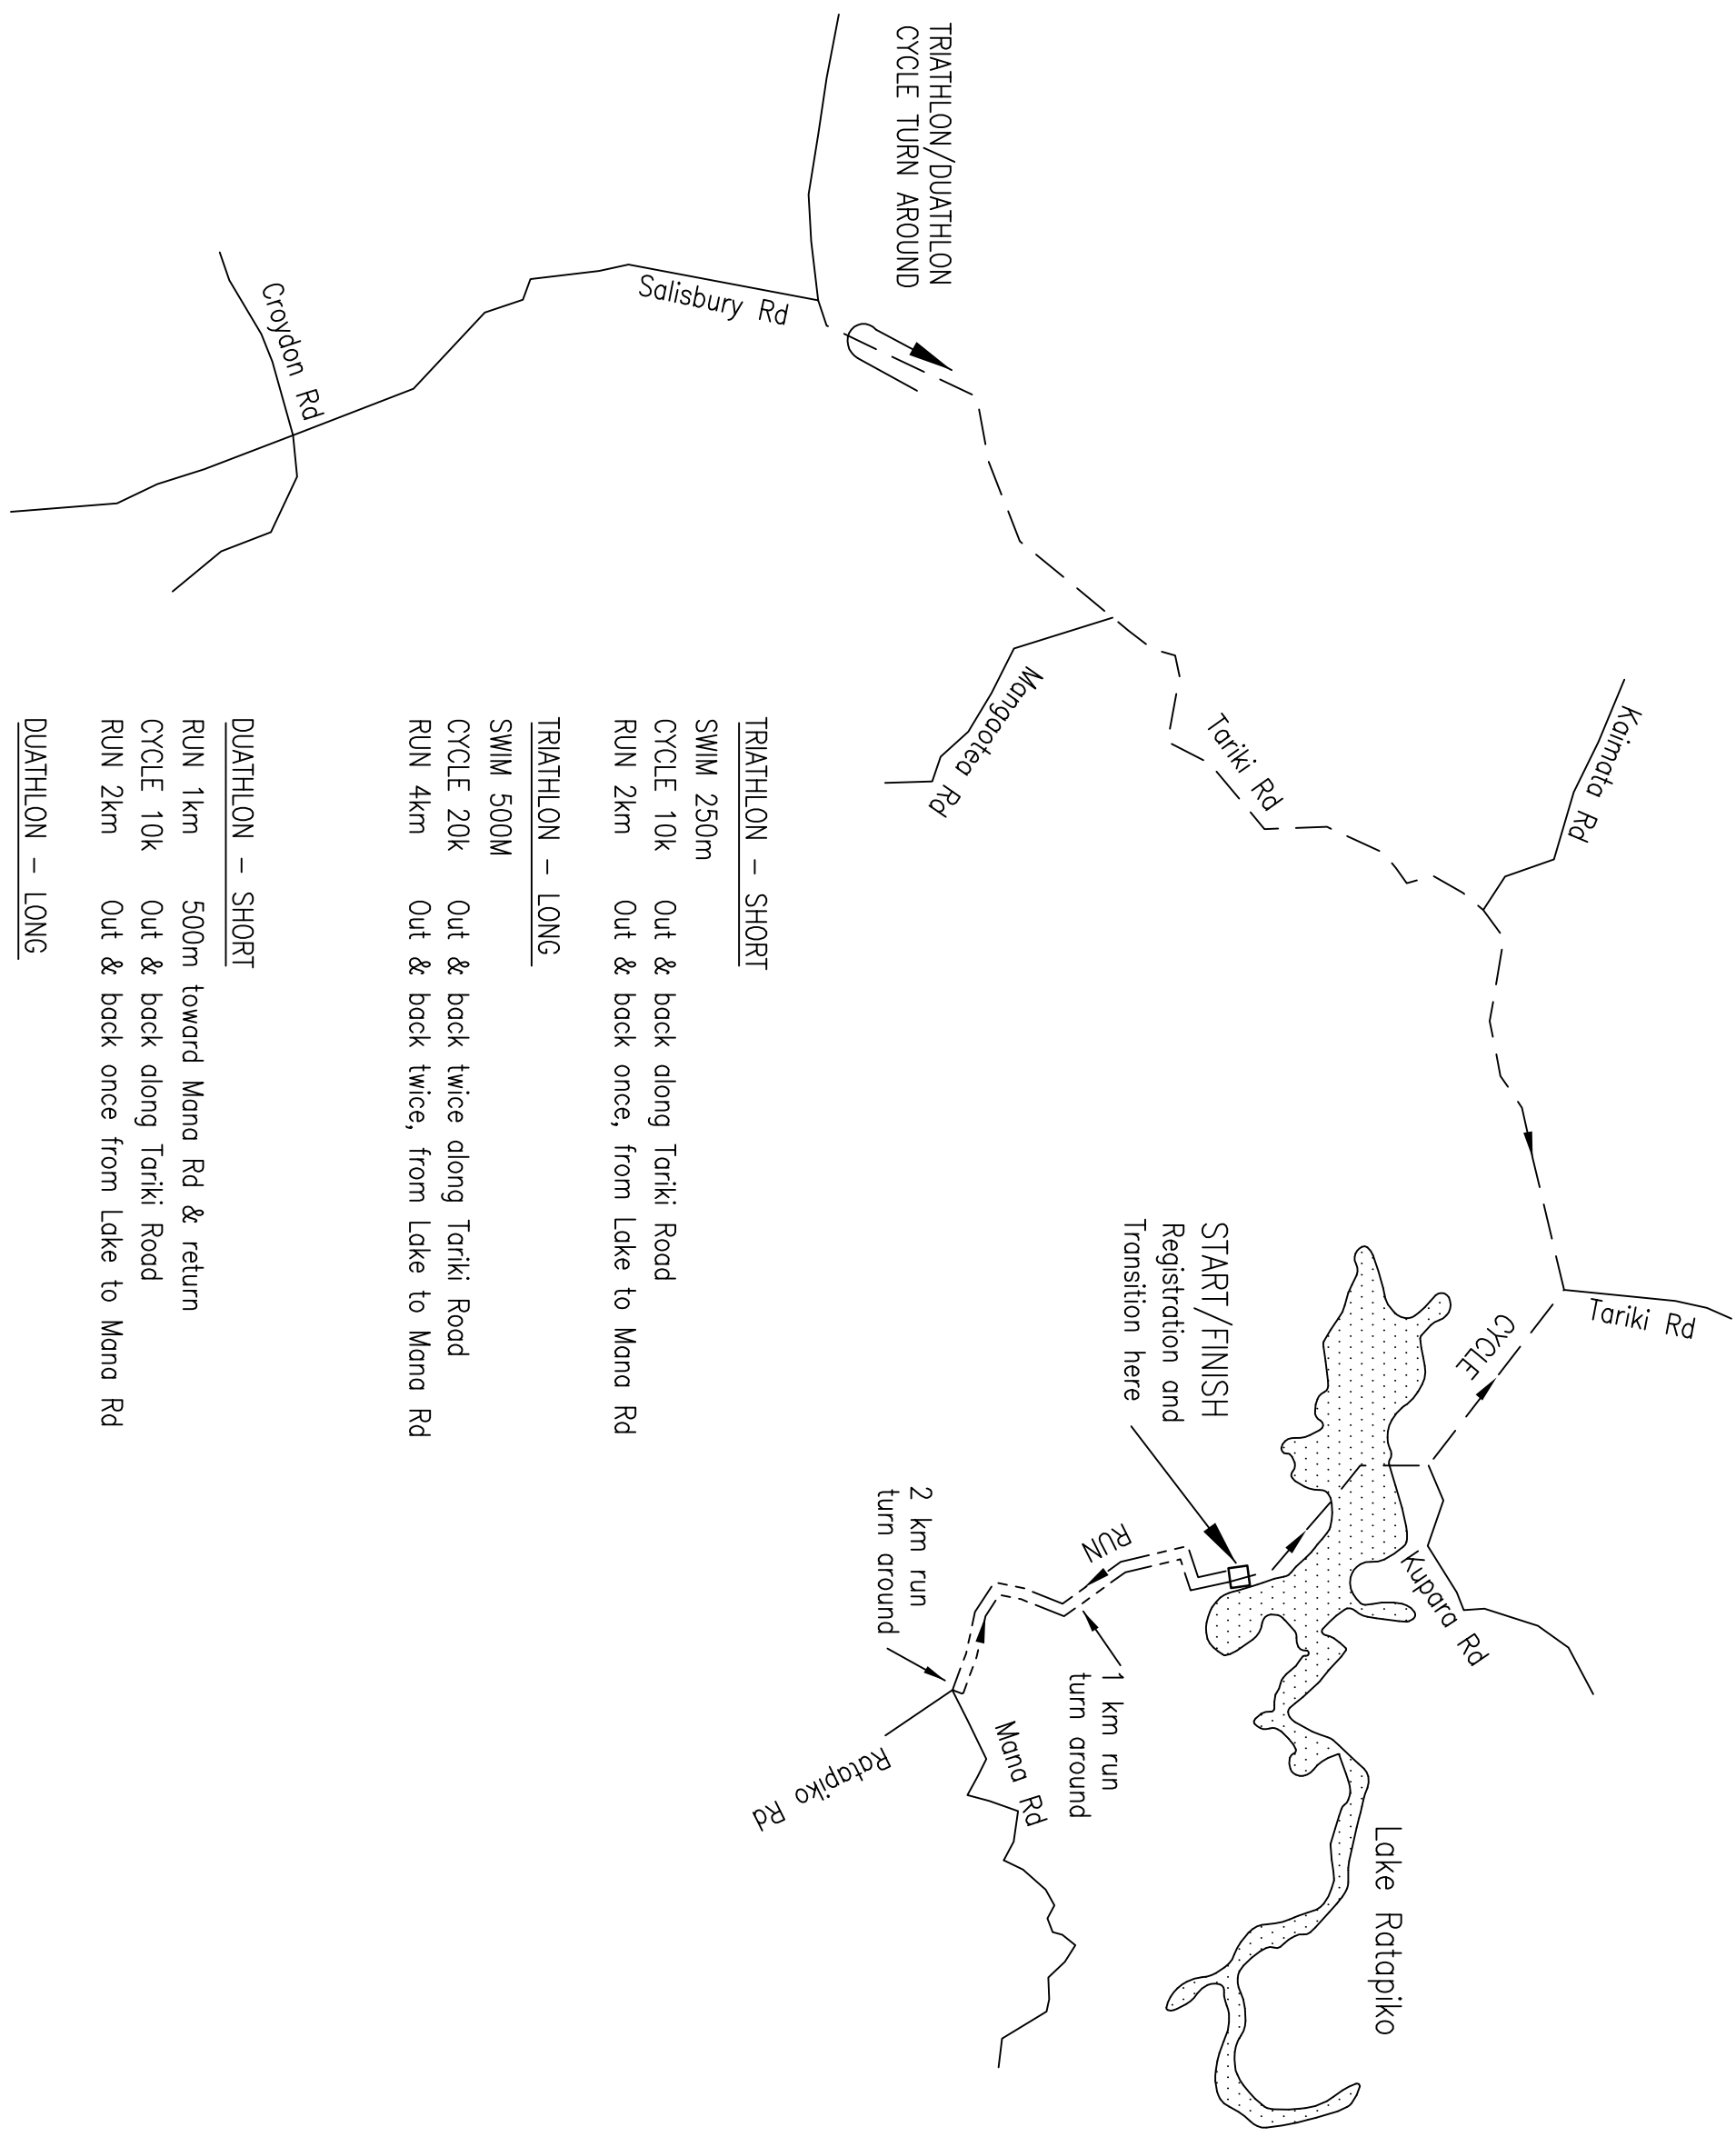 TRIATHLON/DUATHLON
CYCLE TURN AROUND
Salisbury Rd
Croydon Rd
Kaimata Rd
Tariki Rd
Mangaotea Rd
Tariki Rd
CYCLE
Kupara Rd
Lake Ratapiko
START/FINISH
Registration and
Transition here
RUN
1 km run
turn around
2 km run
turn around
Mana Rd
Ratapiko Rd
TRIATHLON - SHORT
SWIM 250m
CYCLE 10k Out & back along Tariki Road
RUN 2km Out & back once, from Lake to Mana Rd
TRIATHLON - LONG
SWIM 500M
CYCLE 20k Out & back twice along Tariki Road
RUN 4km Out & back twice, from Lake to Mana Rd
DUATHLON - SHORT
RUN 1km 500m toward Mana Rd & return
CYCLE 10k Out & back along Tariki Road
RUN 2km Out & back once from Lake to Mana Rd
DUATHLON - LONG